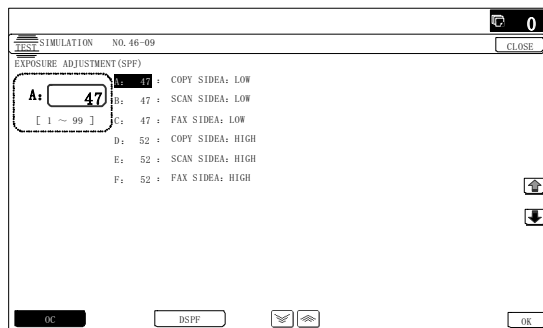 0
TEST SIMULATION NO. 46-09
CLOSE
EXPOSURE ADJUSTMENT(SPF)
A: 47
[ 1 ~ 99 ]
A: 47 : COPY SIDEA: LOW
B: 47 : SCAN SIDEA: LOW
C: 47 : FAX SIDEA: LOW
D: 52 : COPY SIDEA: HIGH
E: 52 : SCAN SIDEA: HIGH
F: 52 : FAX SIDEA: HIGH
OC
DSPF
OK